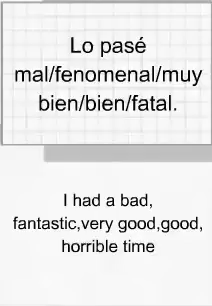 Lo pasé
mal/fenomenal/muy
bien/bien/fatal.
I had a bad,
fantastic,very good,good,
horrible time